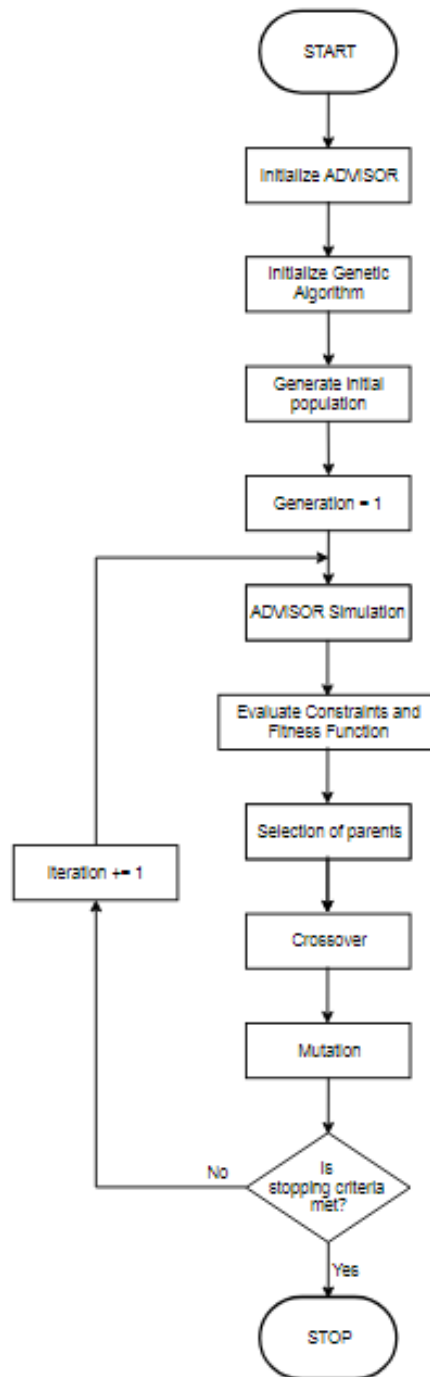 START
Initialize ADVISOR
Initialize Genetic
Algorithm
Generate initial
population
Generation = 1
ADVISOR Simulation
Evaluate Constraints and
Fitness Function
Selection of parents
Iteration += 1
Crossover
Mutation
Is
stopping criteria
met?
No
Yes
STOP